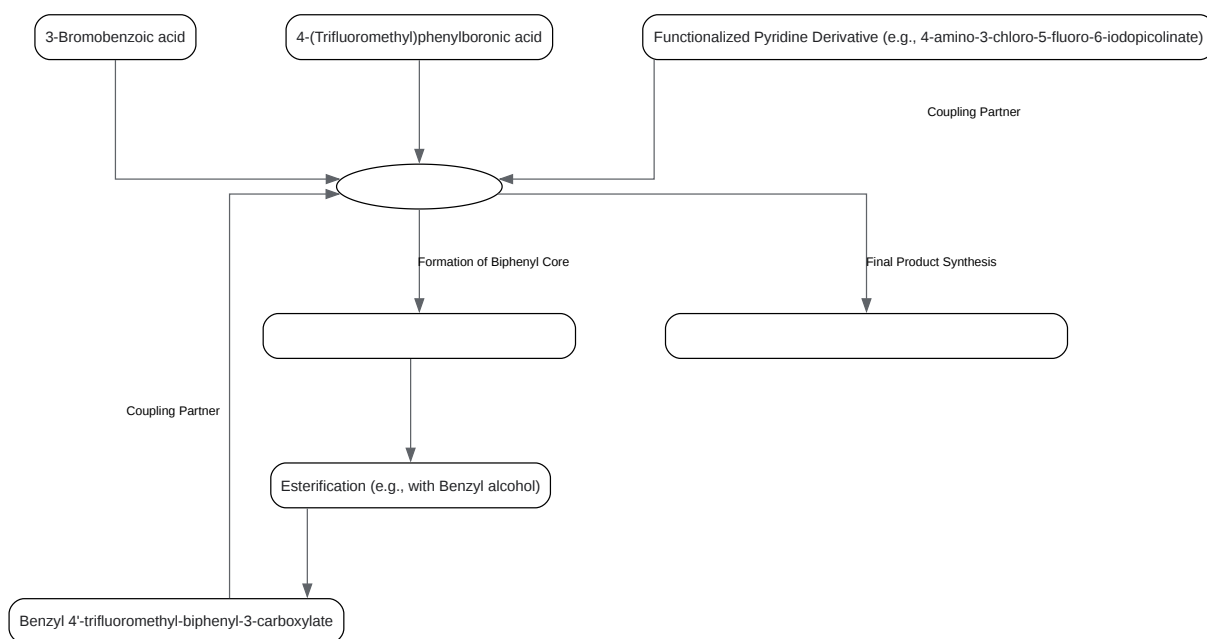 3-Bromobenzoic acid
4-(Trifluoromethyl)phenylboronic acid
Functionalized Pyridine Derivative (e.g., 4-amino-3-chloro-5-fluoro-6-iodopicolinate)
Coupling Partner
Formation of Biphenyl Core
Final Product Synthesis
Coupling Partner
Esterification (e.g., with Benzyl alcohol)
Benzyl 4'-trifluoromethyl-biphenyl-3-carboxylate